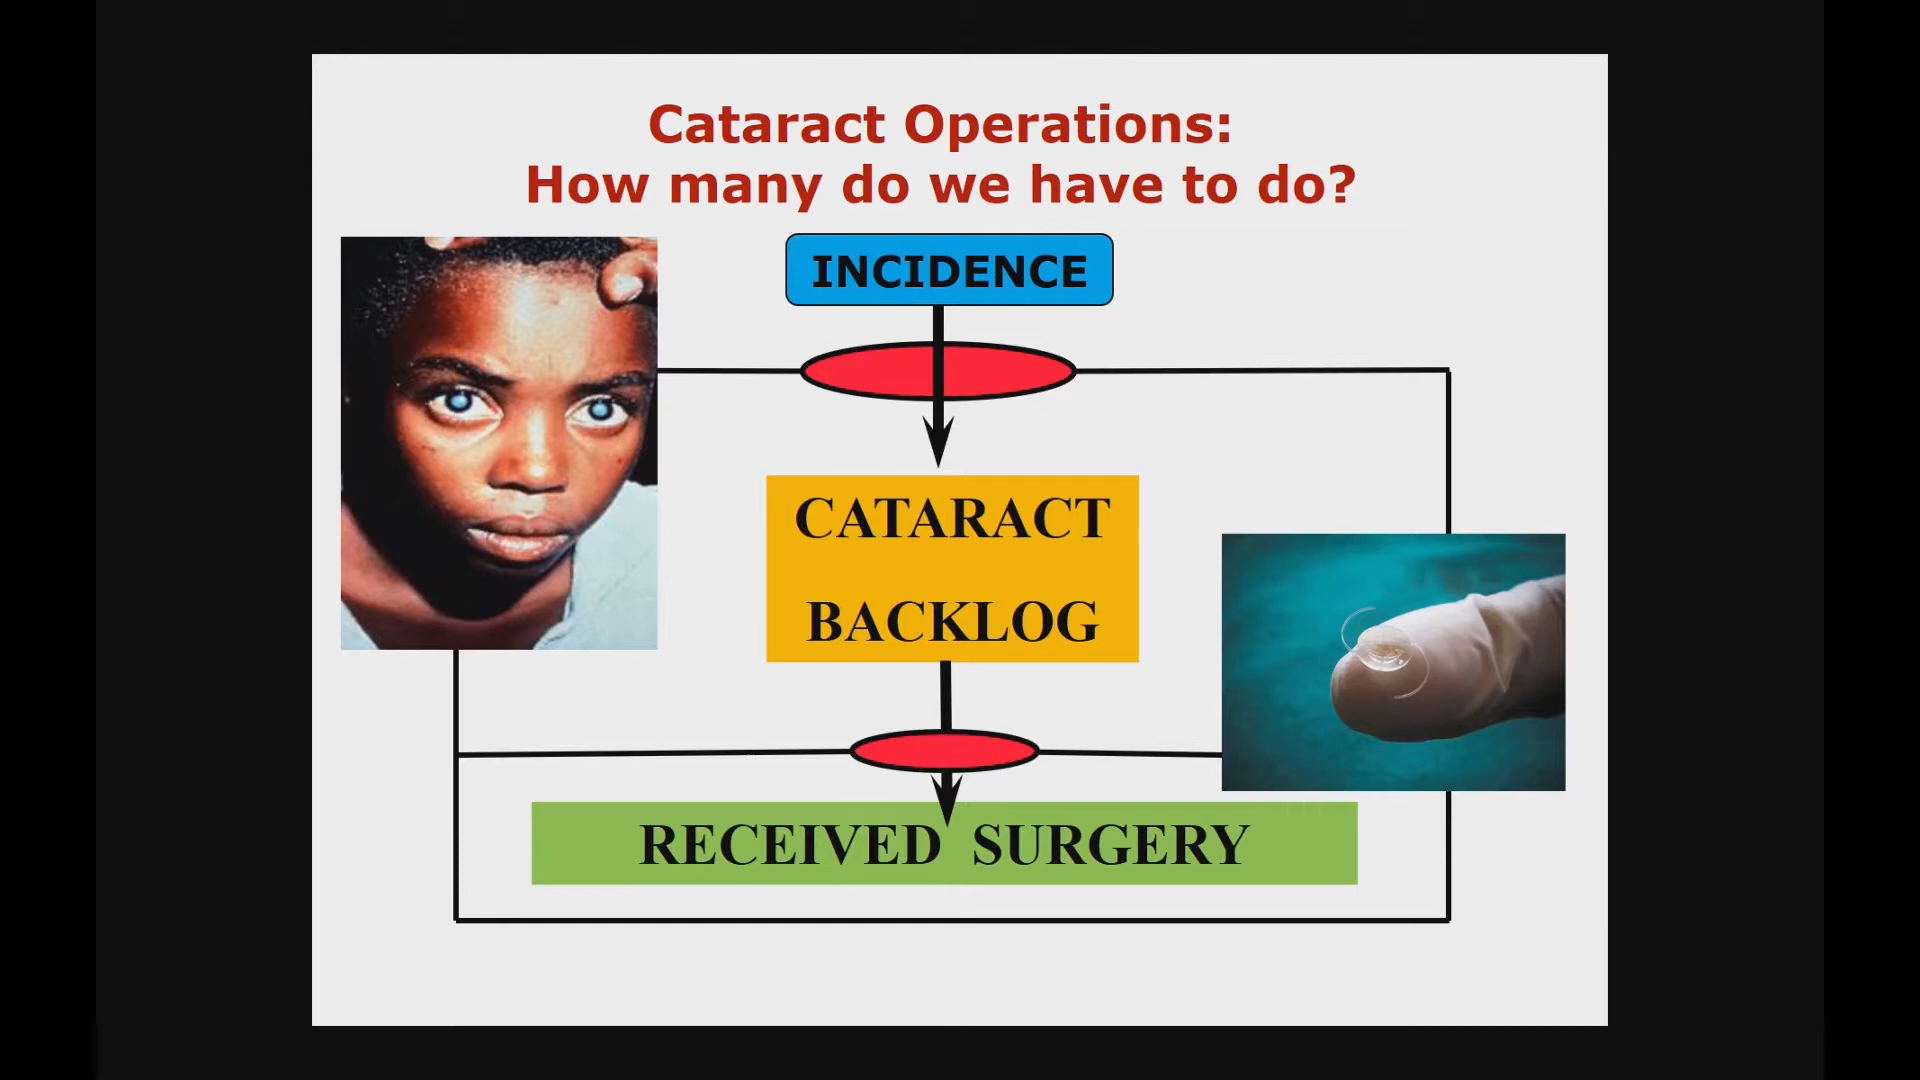 Cataract Operations:
How many do we have to do?
INCIDENCE
CATARACT
BACKLOG
RECEIVED SURGERY